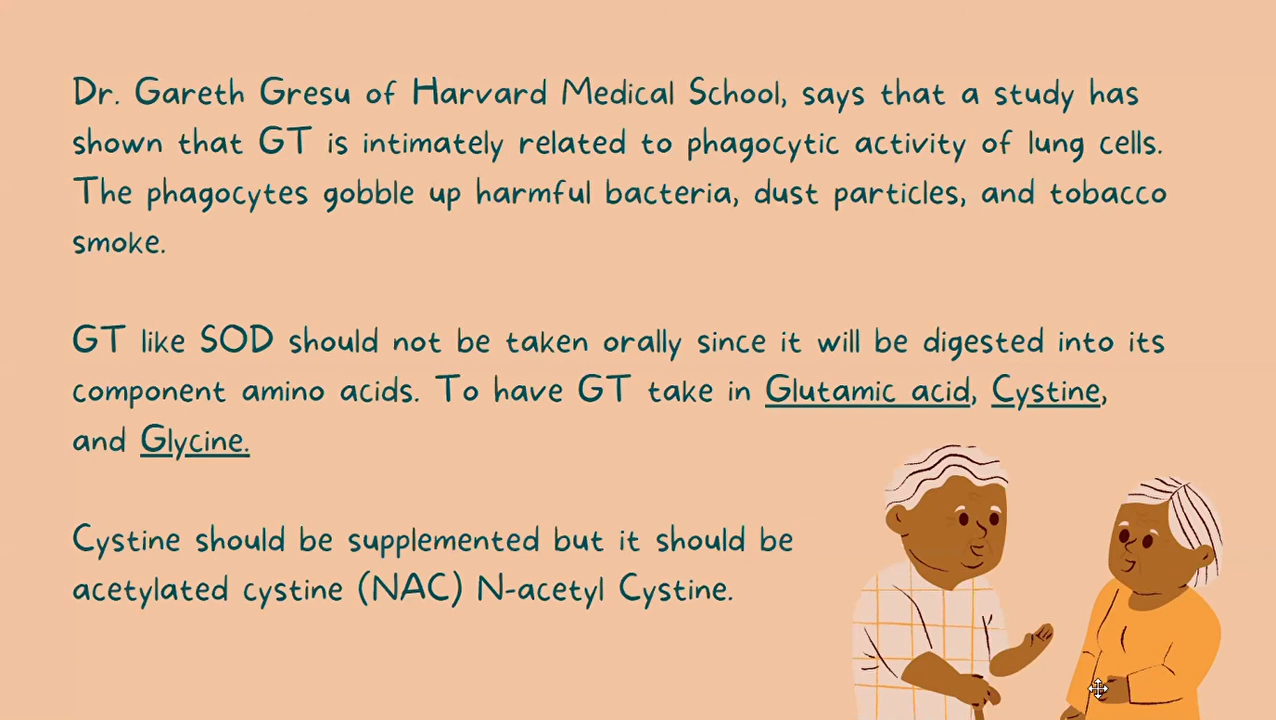 Dr. Gareth Gresu of Harvard Medical School, says that a study has
shown that GT is intimately related to phagocytic activity of lung cells.
The phagocytes gobble up harmful bacteria, dust particles, and tobacco
smoke.
GT like SOD should not be taken orally since it will be digested into its
component amino acids. To have GT take in Glutamic acid, Cystine,
and Glycine.
Cystine should be supplemented but it should be
acetylated cystine (NAC) N-acetyl Cystine.